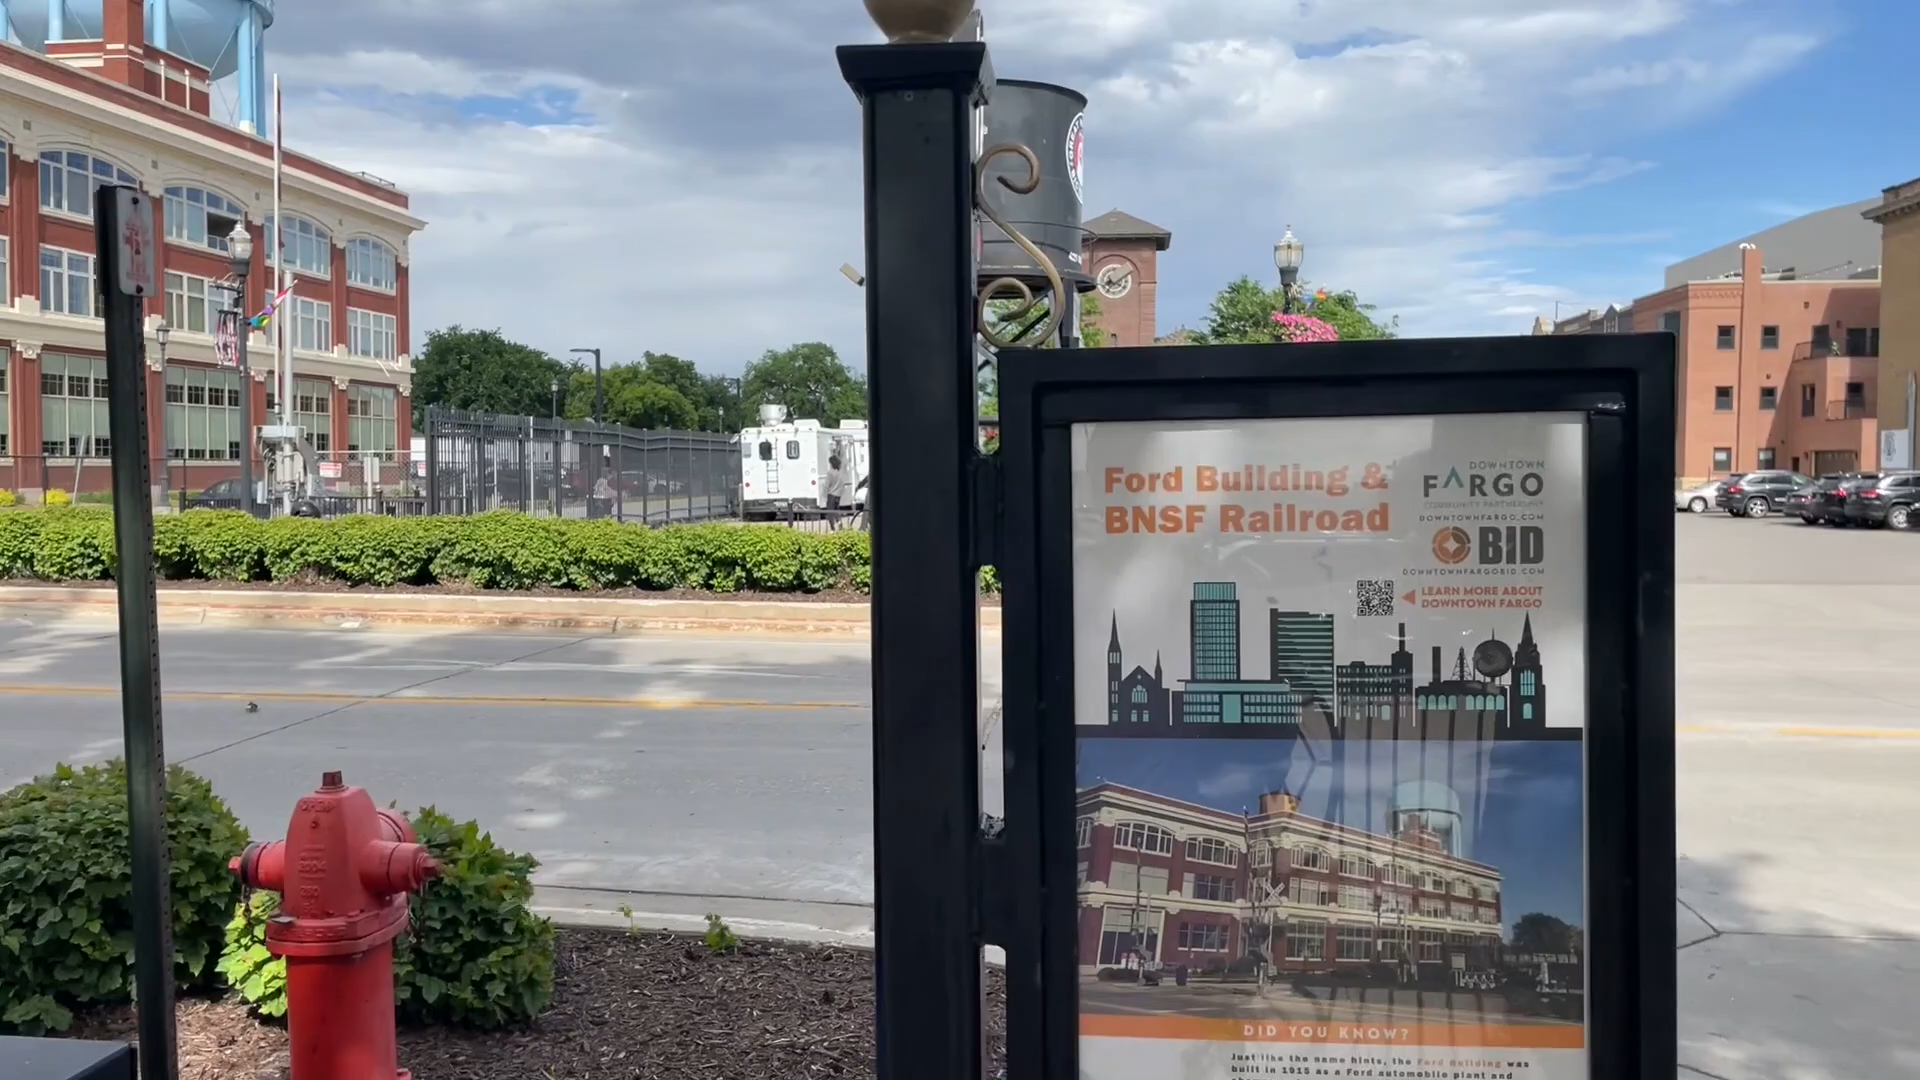 Ford Building &
BNSF Railroad
DOWNTOWN
FARGO
COMMUNITY PARTNERSHIP
DOWNTOWNFARGO.COM
BID
DOWNTOWNFARGOBID.COM
LEARN MORE ABOUT
DOWNTOWN FARGO
DID YOU KNOW?
Just like the name hints, the Ford Building was
built in 1915 as a Ford automobile plant and
OPEN
GREAT